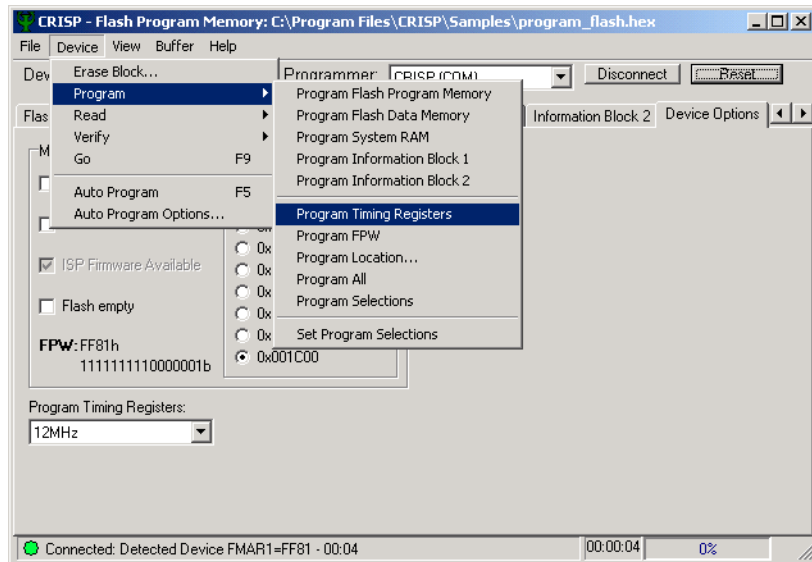 CRISP - Flash Program Memory: C:\Program Files\CRISP\Samples\program_flash.hex
File Device View Buffer Help
Programmer: CRISP (COM) Disconnect Reset
Information Block 2 Device Options
Erase Block...
Program
Read
Verify
Go F9
Auto Program F5
Auto Program Options...
Program Flash Program Memory
Program Flash Data Memory
Program System RAM
Program Information Block 1
Program Information Block 2
Program Timing Registers
Program FPW
Program Location...
Program All
Program Selections
Set Program Selections
ISP Firmware Available
Flash empty
FPW: FF81h
1111111110000001b
0x001C00
Program Timing Registers:
12MHz
Connected: Detected Device FMAR1=FF81 - 00:04 00:00:04 0%